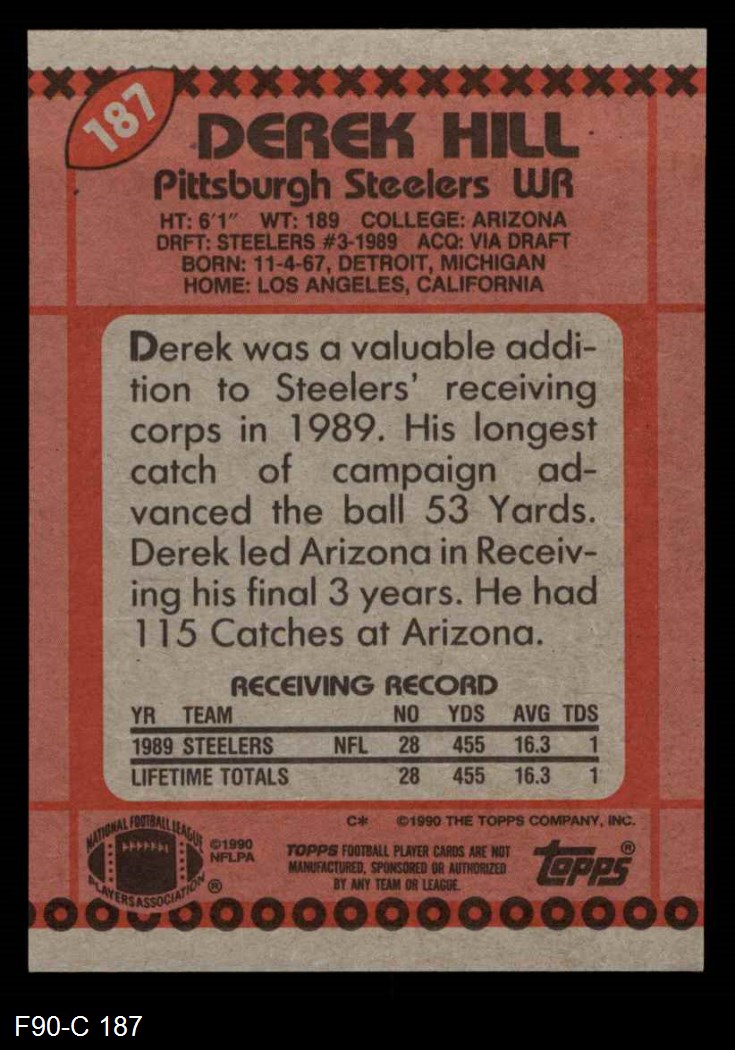 187
DEREK HILL
Pittsburgh Steelers WR
HT: 6'1" WT: 189 COLLEGE: ARIZONA
DRFT: STEELERS #3-1989 ACQ: VIA DRAFT
BORN: 11-4-67, DETROIT, MICHIGAN
HOME: LOS ANGELES, CALIFORNIA
Derek was a valuable addi-
tion to Steelers' receiving
corps in 1989. His longest
catch of campaign ad-
vanced the ball 53 Yards.
Derek led Arizona in Receiv-
ing his final 3 years. He had
115 Catches at Arizona.
RECEIVING RECORD
YR TEAM NO YDS AVG TDS
1989 STEELERS NFL 28 455 16.3 1
LIFETIME TOTALS 28 455 16.3 1
C* ©1990 THE TOPPS COMPANY, INC.
NATIONAL FOOTBALL LEAGUE
PLAYERS ASSOCIATION ®
©1990
NFLPA
TOPPS FOOTBALL PLAYER CARDS ARE NOT
MANUFACTURED, SPONSORED OR AUTHORIZED
BY ANY TEAM OR LEAGUE.
topps®
F90-C 187